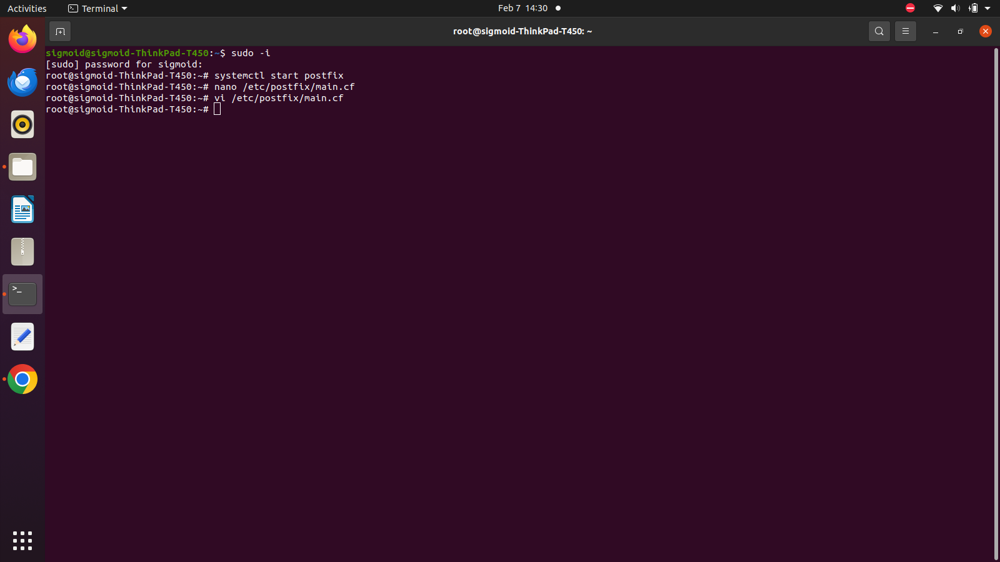 Activities Terminal Feb 7 14:30
root@sigmoid-ThinkPad-T450: ~
sigmoid@sigmoid-ThinkPad-T450:~$ sudo -i
[sudo] password for sigmoid:
root@sigmoid-ThinkPad-T450:~# systemctl start postfix
root@sigmoid-ThinkPad-T450:~# nano /etc/postfix/main.cf
root@sigmoid-ThinkPad-T450:~# vi /etc/postfix/main.cf
root@sigmoid-ThinkPad-T450:~#